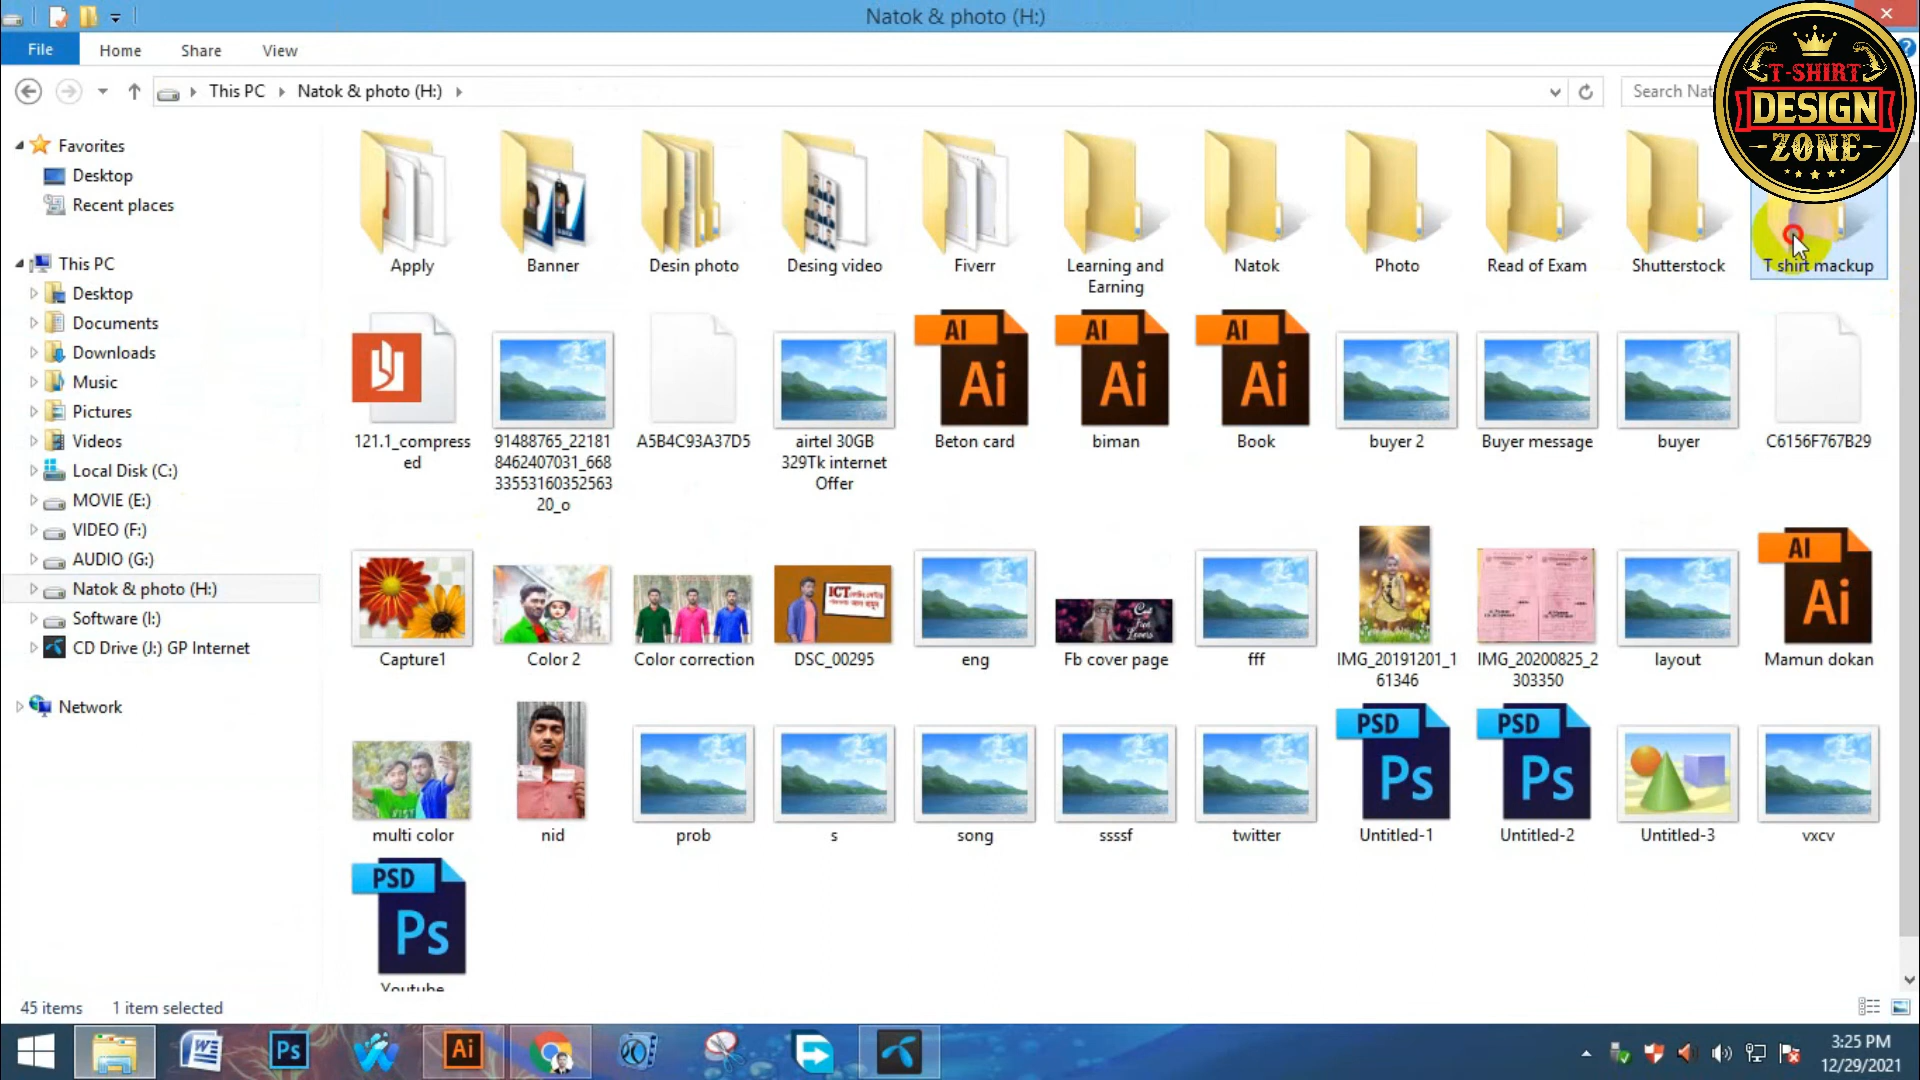 Natok & photo (H:)
File Home Share View
This PC Natok & photo (H:)
Search Nat
T-SHIRT
DESIGN
ZONE
Favorites
Desktop
Recent places
This PC
Desktop
Documents
Downloads
Music
Pictures
Videos
Local Disk (C:)
MOVIE (E:)
VIDEO (F:)
AUDIO (G:)
Natok & photo (H:)
Software (I:)
CD Drive (J:) GP Internet
Network
Apply
Banner
Desin photo
Desing video
Fiverr
Learning and
Earning
Natok
Photo
Read of Exam
Shutterstock
T shirt mackup
AI
Ai
AI
Ai
AI
Ai
121.1_compress
ed
91488765_22181
8462407031_668
33553160352563
20_o
A5B4C93A37D5
airtel 30GB
329Tk internet
Offer
Beton card
biman
Book
buyer 2
Buyer message
buyer
C6156F767B29
ICT
AI
Ai
Capture1
Color 2
Color correction
DSC_00295
eng
Fb cover page
fff
IMG_20191201_1
61346
IMG_20200825_2
303350
layout
Mamun dokan
PSD
Ps
PSD
Ps
multi color
nid
prob
s
song
ssssf
twitter
Untitled-1
Untitled-2
Untitled-3
vxcv
PSD
Ps
Youtube
45 items 1 item selected
W
Ps
Ai
3:25 PM
12/29/2021